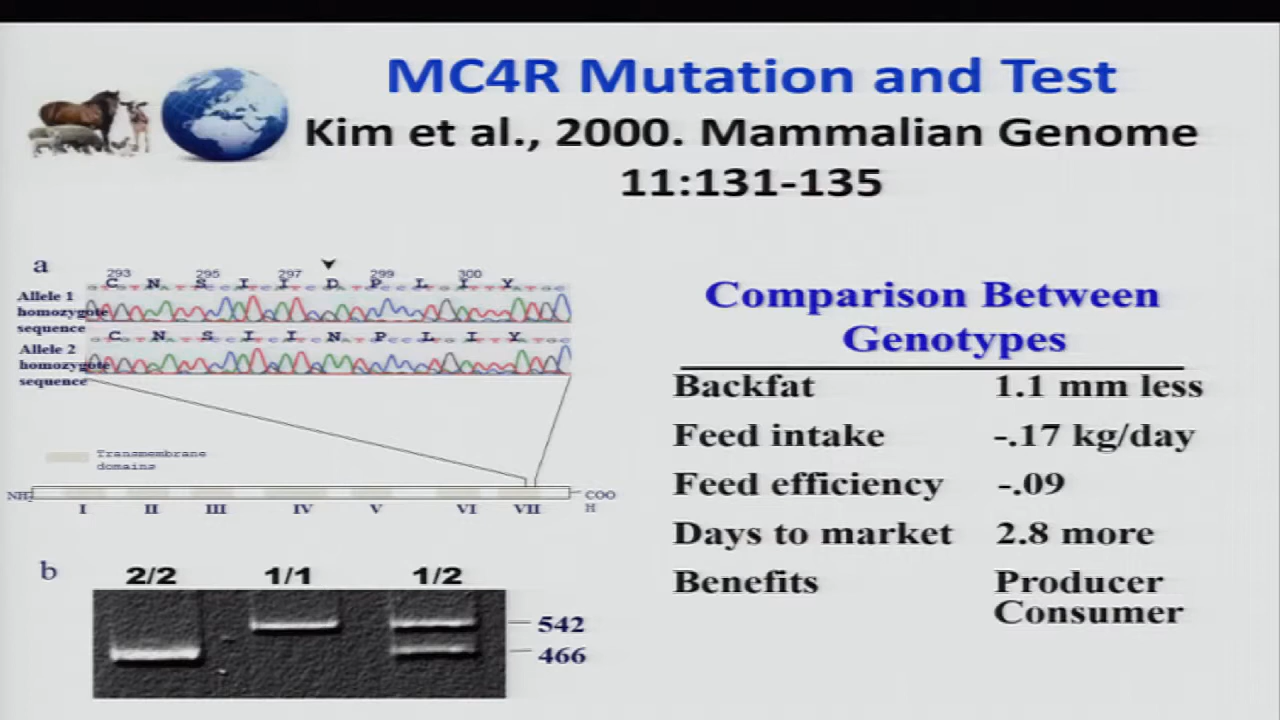 MC4R Mutation and Test
Kim et al., 2000. Mammalian Genome
11:131-135
a
293 295 297 299 300
C N S I I D P L I Y
Allele 1
homozygote
sequence
C N S I I N P L I Y
Allele 2
homozygote
sequence
Transmembrane
domains
NH2
COO
H
I II III IV V VI VII
b
2/2 1/1 1/2
542
466
Comparison Between
Genotypes
Backfat 1.1 mm less
Feed intake -.17 kg/day
Feed efficiency -.09
Days to market 2.8 more
Benefits Producer
Consumer